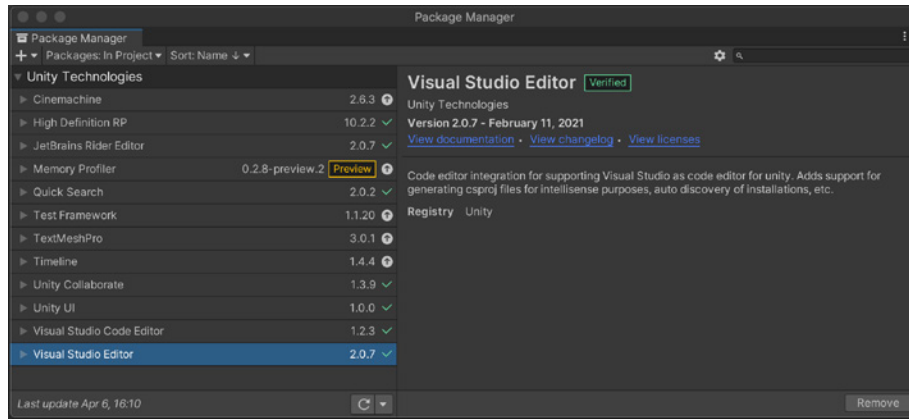 Package Manager
Package Manager
Packages: In Project Sort: Name ↓
Unity Technologies
Cinemachine 2.6.3
High Definition RP 10.2.2
JetBrains Rider Editor 2.0.7
Memory Profiler 0.2.8-preview.2 Preview
Quick Search 2.0.2
Test Framework 1.1.20
TextMeshPro 3.0.1
Timeline 1.4.4
Unity Collaborate 1.3.9
Unity UI 1.0.0
Visual Studio Code Editor 1.2.3
Visual Studio Editor 2.0.7
Last update Apr 6, 16:10
Visual Studio Editor Verified
Unity Technologies
Version 2.0.7 - February 11, 2021
View documentation • View changelog • View licenses
Code editor integration for supporting Visual Studio as code editor for unity. Adds support for
generating csproj files for intellisense purposes, auto discovery of installations, etc.
Registry Unity
Remove